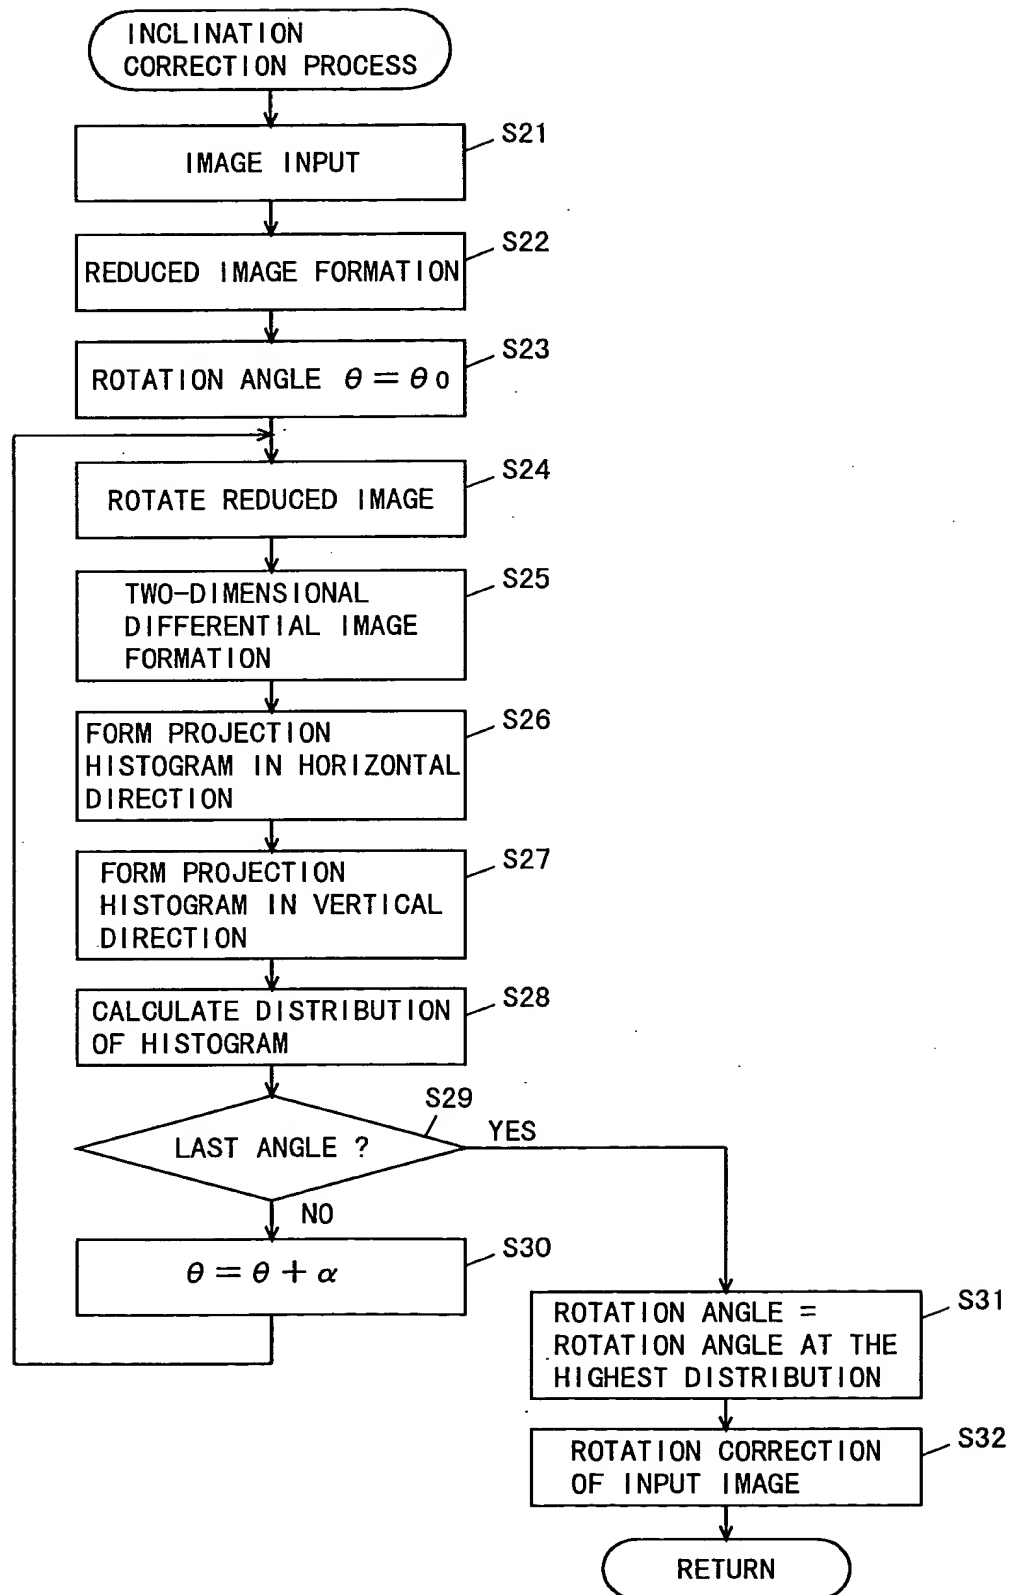 INCLINATION
CORRECTION PROCESS
S21
IMAGE INPUT
S22
REDUCED IMAGE FORMATION
S23
ROTATION ANGLE θ = θ0
S24
ROTATE REDUCED IMAGE
S25
TWO-DIMENSIONAL
DIFFERENTIAL IMAGE
FORMATION
S26
FORM PROJECTION
HISTOGRAM IN HORIZONTAL
DIRECTION
S27
FORM PROJECTION
HISTOGRAM IN VERTICAL
DIRECTION
S28
CALCULATE DISTRIBUTION
OF HISTOGRAM
S29
LAST ANGLE ?
YES
NO
S30
θ = θ + α
S31
ROTATION ANGLE =
ROTATION ANGLE AT THE
HIGHEST DISTRIBUTION
S32
ROTATION CORRECTION
OF INPUT IMAGE
RETURN